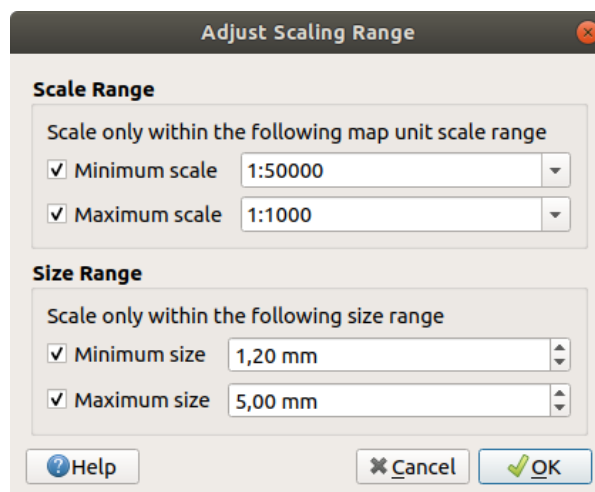 Adjust Scaling Range
Scale Range
Scale only within the following map unit scale range
Minimum scale 1:50000
Maximum scale 1:1000
Size Range
Scale only within the following size range
Minimum size 1,20 mm
Maximum size 5,00 mm
Help Cancel OK